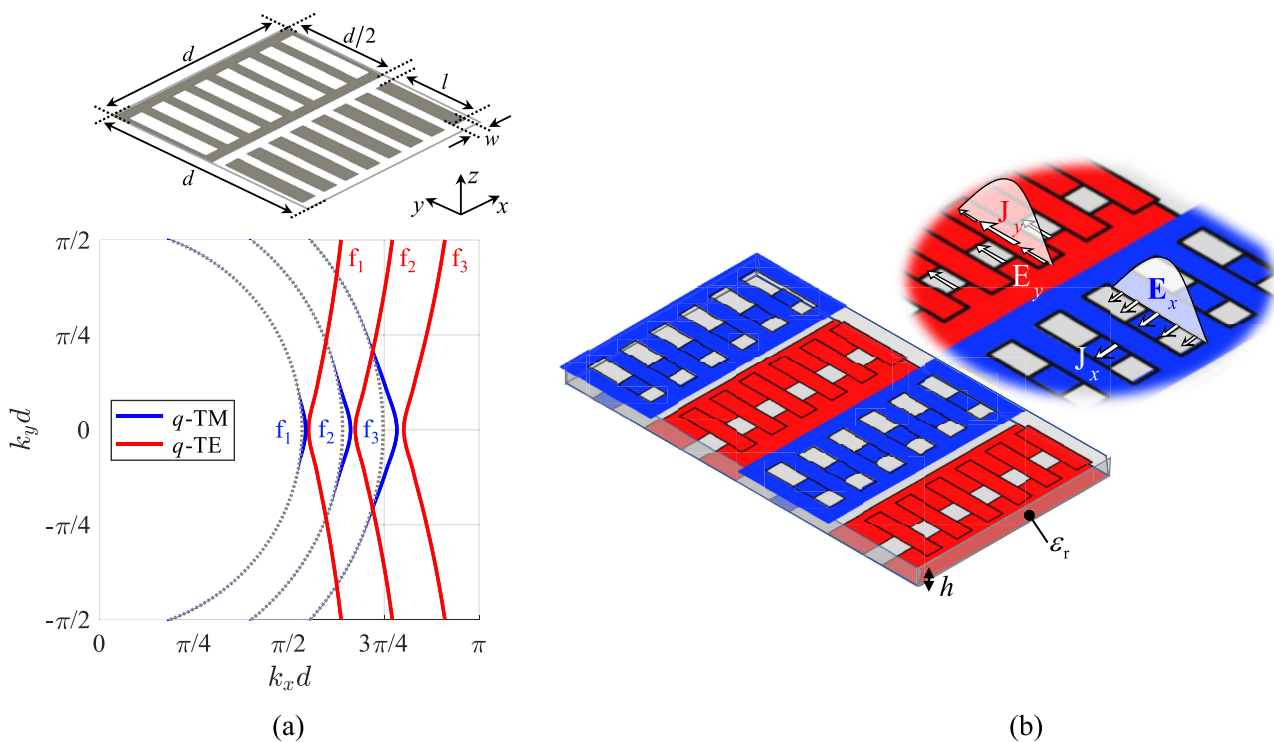 d
d/2
l
w
d
z
y
x
π/2
π/4
0
-π/4
-π/2
k_y d
f₁
f₂
f₃
q-TM
q-TE
f₁
f₂
f₃
0
π/4
π/2
3π/4
π
k_x d
(a)
J_y
E_y
E_x
J_x
ε_r
h
(b)